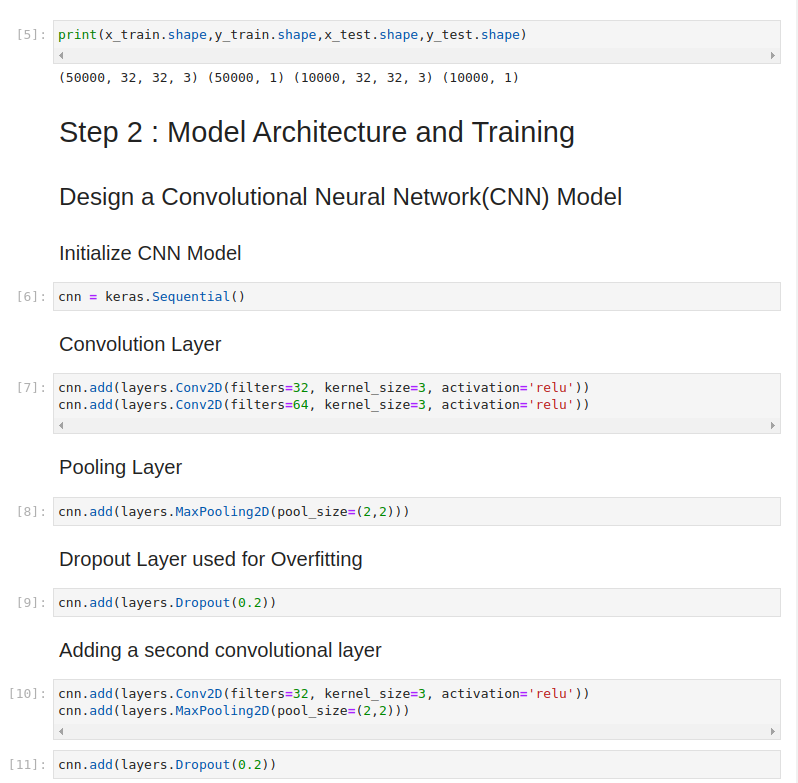 [5]: print(x_train.shape,y_train.shape,x_test.shape,y_test.shape)
(50000, 32, 32, 3) (50000, 1) (10000, 32, 32, 3) (10000, 1)
Step 2 : Model Architecture and Training
Design a Convolutional Neural Network(CNN) Model
Initialize CNN Model
[6]: cnn = keras.Sequential()
Convolution Layer
[7]: cnn.add(layers.Conv2D(filters=32, kernel_size=3, activation='relu'))
cnn.add(layers.Conv2D(filters=64, kernel_size=3, activation='relu'))
Pooling Layer
[8]: cnn.add(layers.MaxPooling2D(pool_size=(2,2)))
Dropout Layer used for Overfitting
[9]: cnn.add(layers.Dropout(0.2))
Adding a second convolutional layer
[10]: cnn.add(layers.Conv2D(filters=32, kernel_size=3, activation='relu'))
cnn.add(layers.MaxPooling2D(pool_size=(2,2)))
[11]: cnn.add(layers.Dropout(0.2))